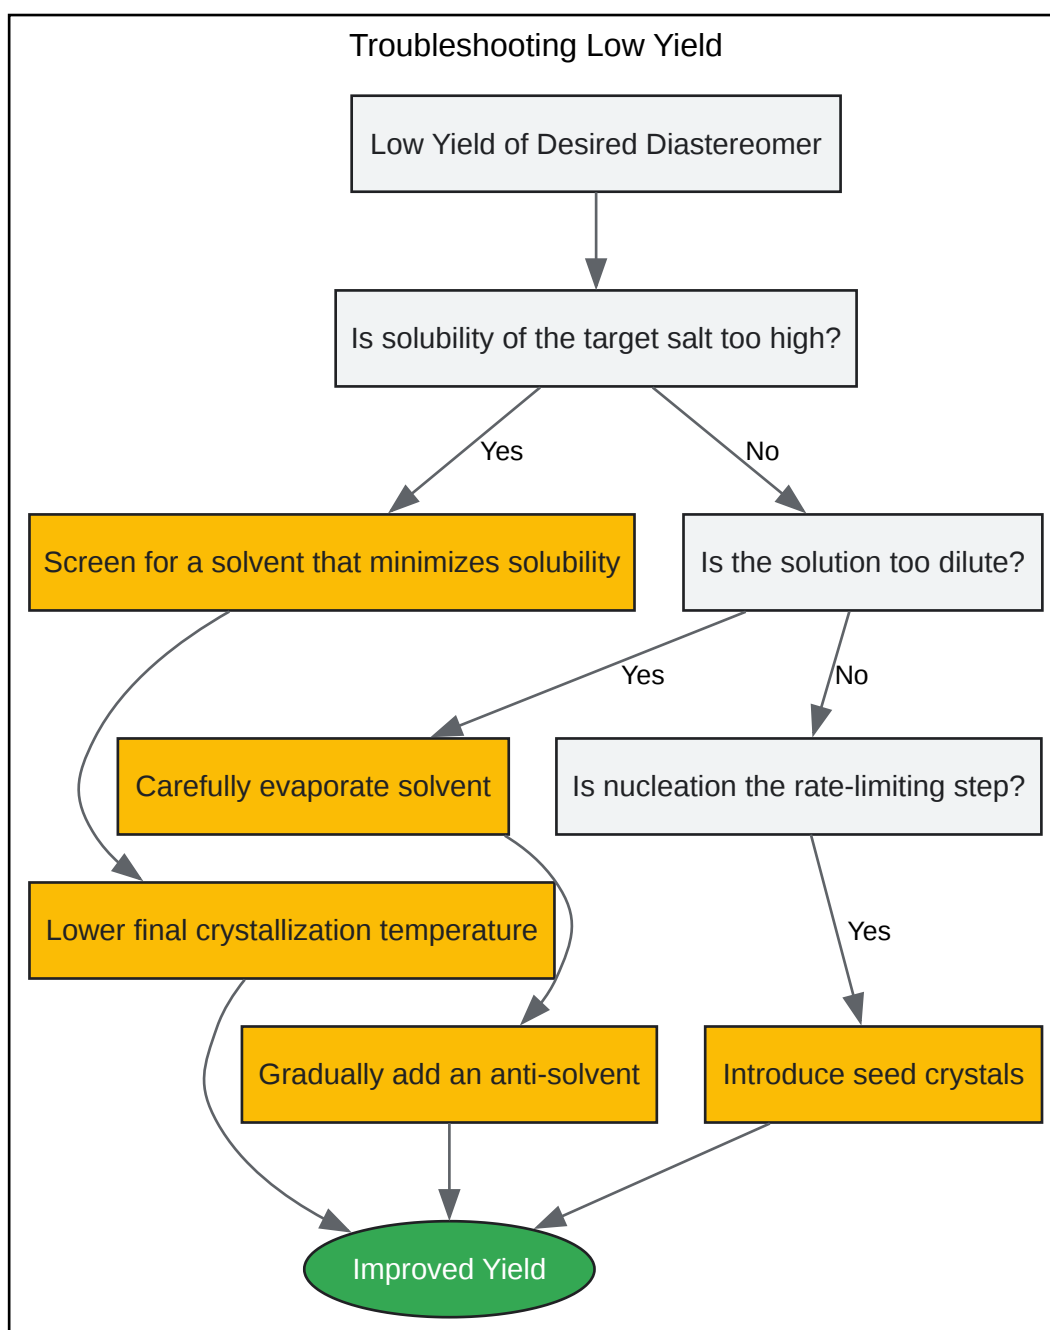 Troubleshooting Low Yield
Low Yield of Desired Diastereomer
Is solubility of the target salt too high?
Yes
No
Screen for a solvent that minimizes solubility
Is the solution too dilute?
Yes
No
Carefully evaporate solvent
Is nucleation the rate-limiting step?
Lower final crystallization temperature
Yes
Gradually add an anti-solvent
Introduce seed crystals
Improved Yield